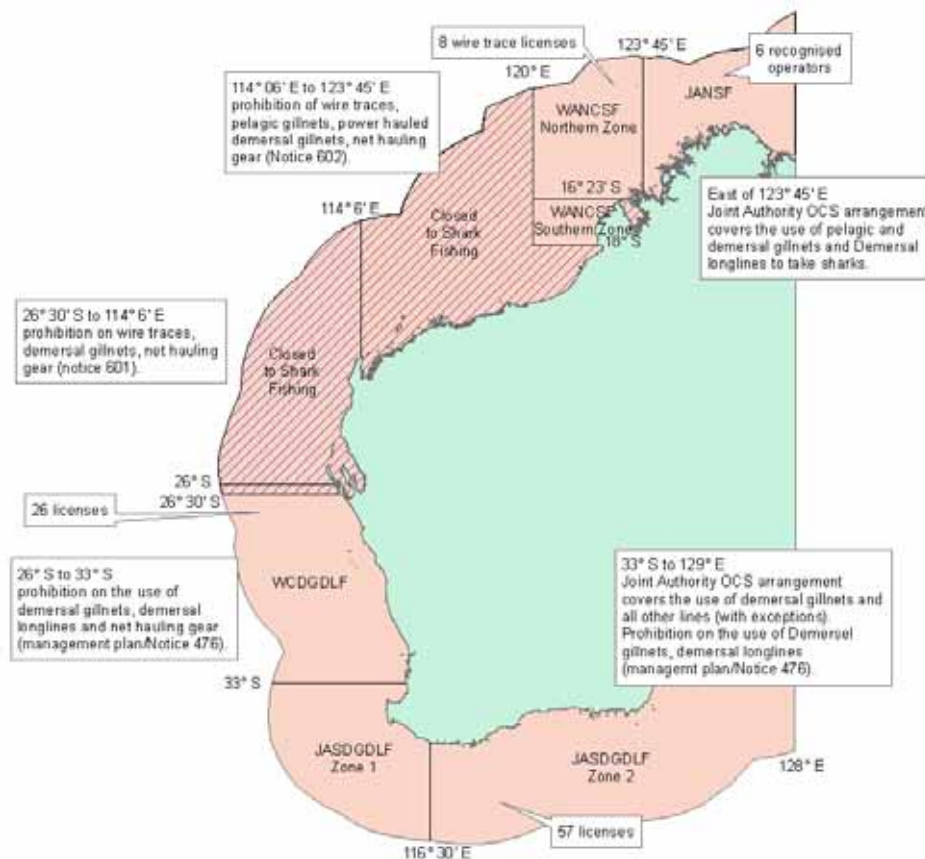 8 wire trace licenses
123° 45' E
6 recognised
operators
120° E
114° 06' E to 123° 45' E
prohibition of wire traces,
pelagic gillnets, power hauled
demersal gillnets, net hauling
gear (Notice 602).
WANCSF
Northern Zone
JANSF
16° 23' S
WANCSF
Southern Zone
18° S
East of 123° 45' E
Joint Authority OCS arrangement
covers the use of pelagic and
demersal gillnets and Demersal
longlines to take sharks.
114° 6' E
Closed
to Shark
Fishing
26° 30' S to 114° 6' E
prohibition on wire traces,
demersal gillnets, net hauling
gear (notice 601).
Closed
to Shark
Fishing
26° S
26° 30' S
26 licenses
26° S to 33° S
prohibition on the use of
demersal gillnets, demersal
longlines and net hauling gear
(management plan/Notice 476).
WCDGDLF
33° S to 129° E
Joint Authority OCS arrangement
covers the use of demersal gillnets and
all other lines (with exceptions).
Prohibition on the use of Demersel
gillnets, demersal longlines
(managemt plan/Notice 476).
33° S
JASDGDLF
Zone 1
JASDGDLF
Zone 2
128° E
57 licenses
116° 30' E